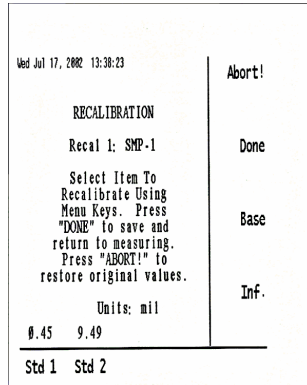 Wed Jul 17, 2002 13:38:23
Abort!
RECALIBRATION
Recal 1: SMP-1
Done
Select Item To
Recalibrate Using
Menu Keys. Press
"DONE" to save and
return to measuring.
Press "ABORT!" to
restore original values.
Base
Inf.
Units: mil
0.45 9.49
Std 1 Std 2